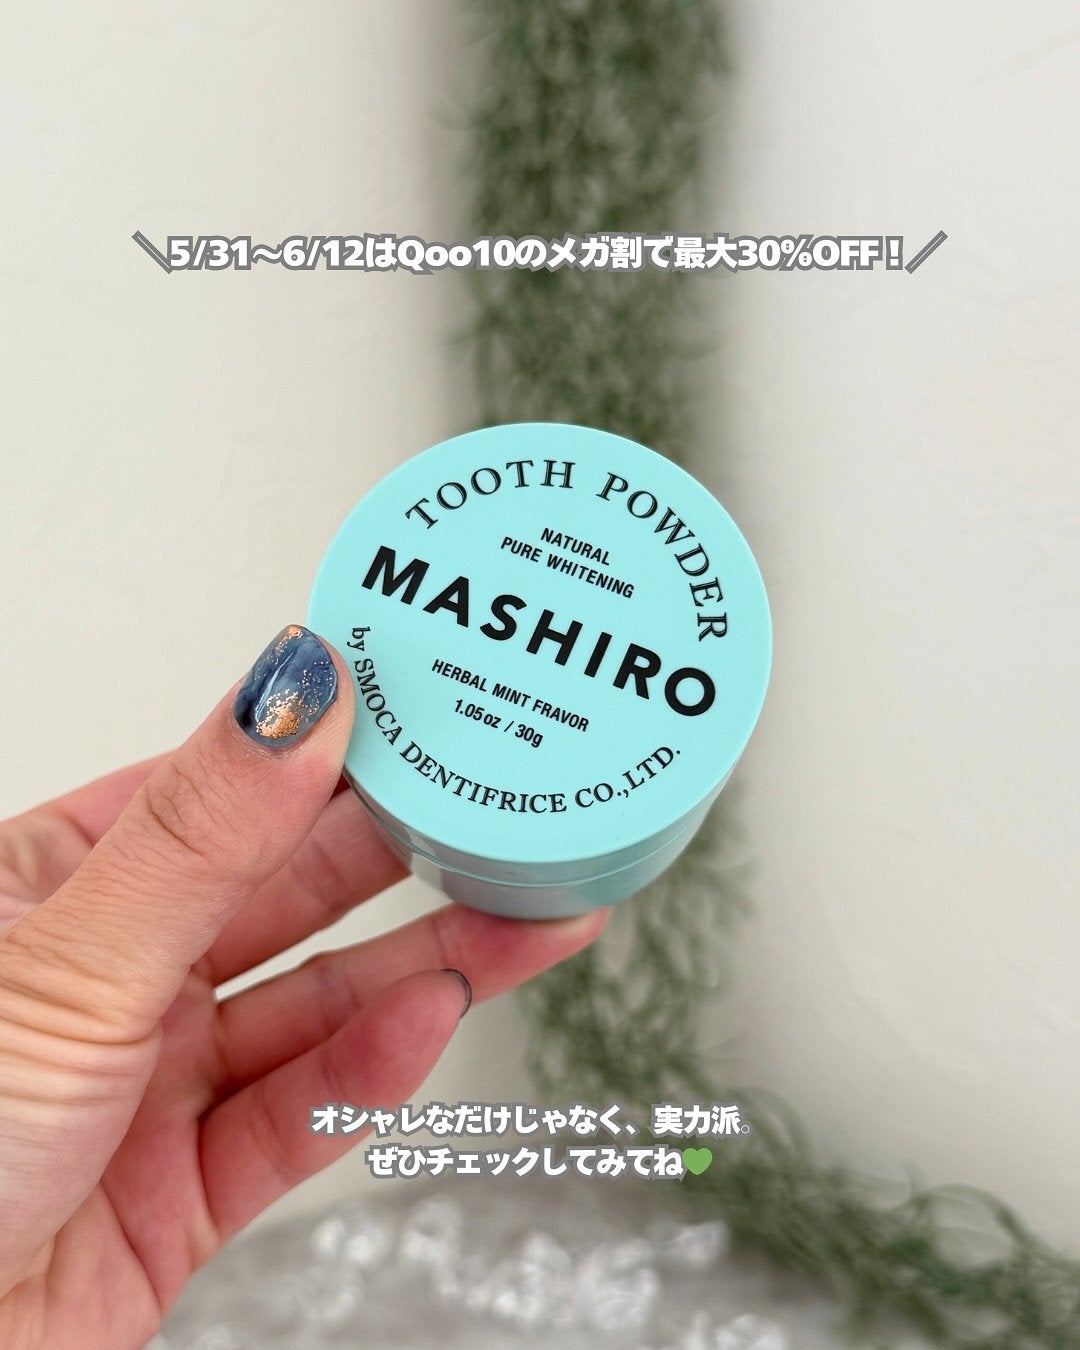 ＼5/31～6/12はQoo10のメガ割で最大30%OFF！／
TOOTH POWDER
NATURAL
PURE WHITENING
MASHIRO
HERBAL MINT FRAVOR
1.05oz / 30g
by SMOCA DENTIFRICE CO.,LTD.
オシャレなだけじゃなく、実力派。
ぜひチェックしてみてね💚